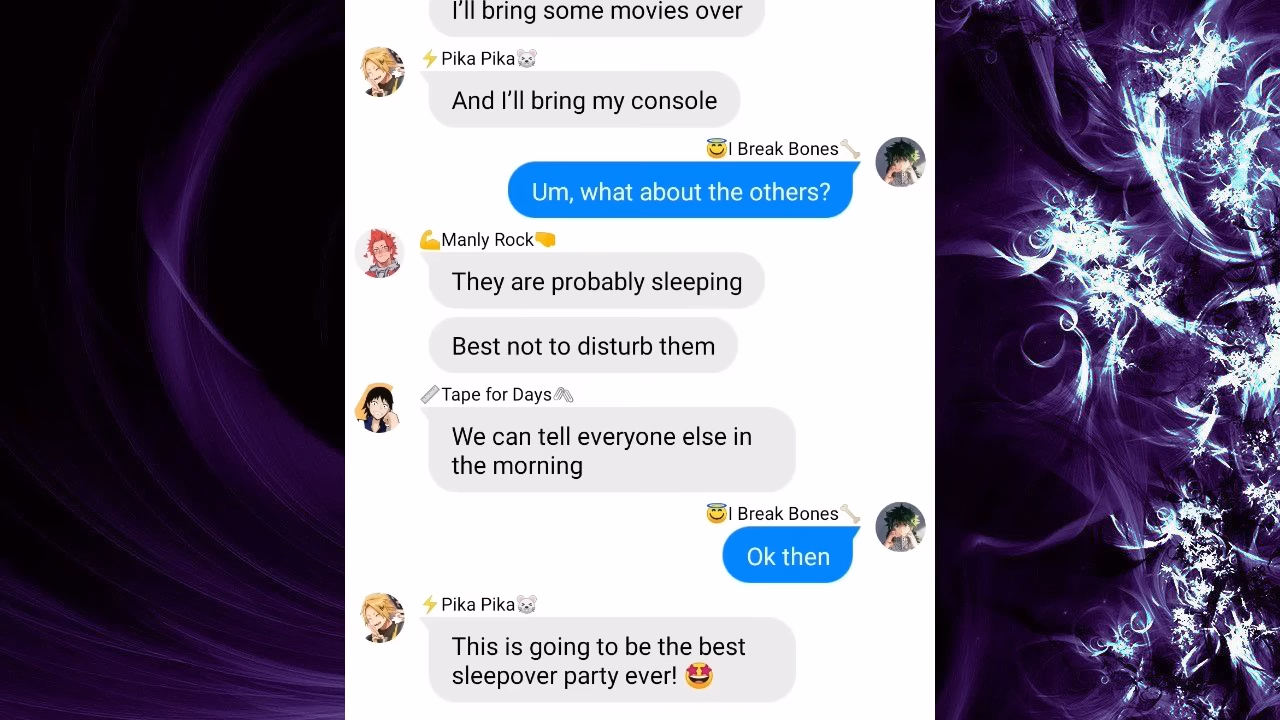 I’ll bring some movies over
⚡Pika Pika🐭
And I’ll bring my console
😇I Break Bones🦴
Um, what about the others?
💪Manly Rock🤜
They are probably sleeping
Best not to disturb them
📏Tape for Days🖇
We can tell everyone else in
the morning
😇I Break Bones🦴
Ok then
⚡Pika Pika🐭
This is going to be the best
sleepover party ever! 🤩